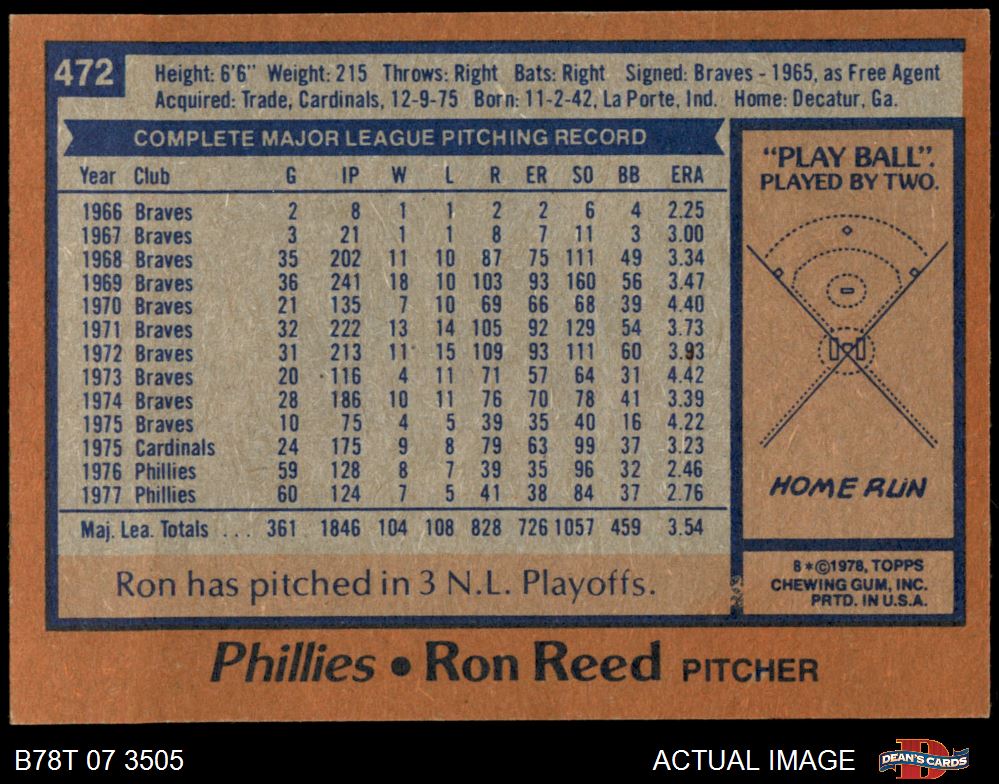 472
Height: 6'6" Weight: 215 Throws: Right Bats: Right Signed: Braves - 1965, as Free Agent
Acquired: Trade, Cardinals, 12-9-75 Born: 11-2-42, La Porte, Ind. Home: Decatur, Ga.
COMPLETE MAJOR LEAGUE PITCHING RECORD
Year Club G IP W L R ER SO BB ERA
1966 Braves 2 8 1 1 2 2 6 4 2.25
1967 Braves 3 21 1 1 8 7 11 3 3.00
1968 Braves 35 202 11 10 87 75 111 49 3.34
1969 Braves 36 241 18 10 103 93 160 56 3.47
1970 Braves 21 135 7 10 69 66 68 39 4.40
1971 Braves 32 222 13 14 105 92 129 54 3.73
1972 Braves 31 213 11 15 109 93 111 60 3.93
1973 Braves 20 116 4 11 71 57 64 31 4.42
1974 Braves 28 186 10 11 76 70 78 41 3.39
1975 Braves 10 75 4 5 39 35 40 16 4.22
1975 Cardinals 24 175 9 8 79 63 99 37 3.23
1976 Phillies 59 128 8 7 39 35 96 32 2.46
1977 Phillies 60 124 7 5 41 38 84 37 2.76
Maj. Lea. Totals ... 361 1846 104 108 828 726 1057 459 3.54
Ron has pitched in 3 N.L. Playoffs.
"PLAY BALL".
PLAYED BY TWO.
HOME RUN
8*©1978, TOPPS
CHEWING GUM, INC.
PRTD. IN U.S.A.
Phillies • Ron Reed PITCHER
B78T 07 3505
ACTUAL IMAGE
DEAN'S CARDS